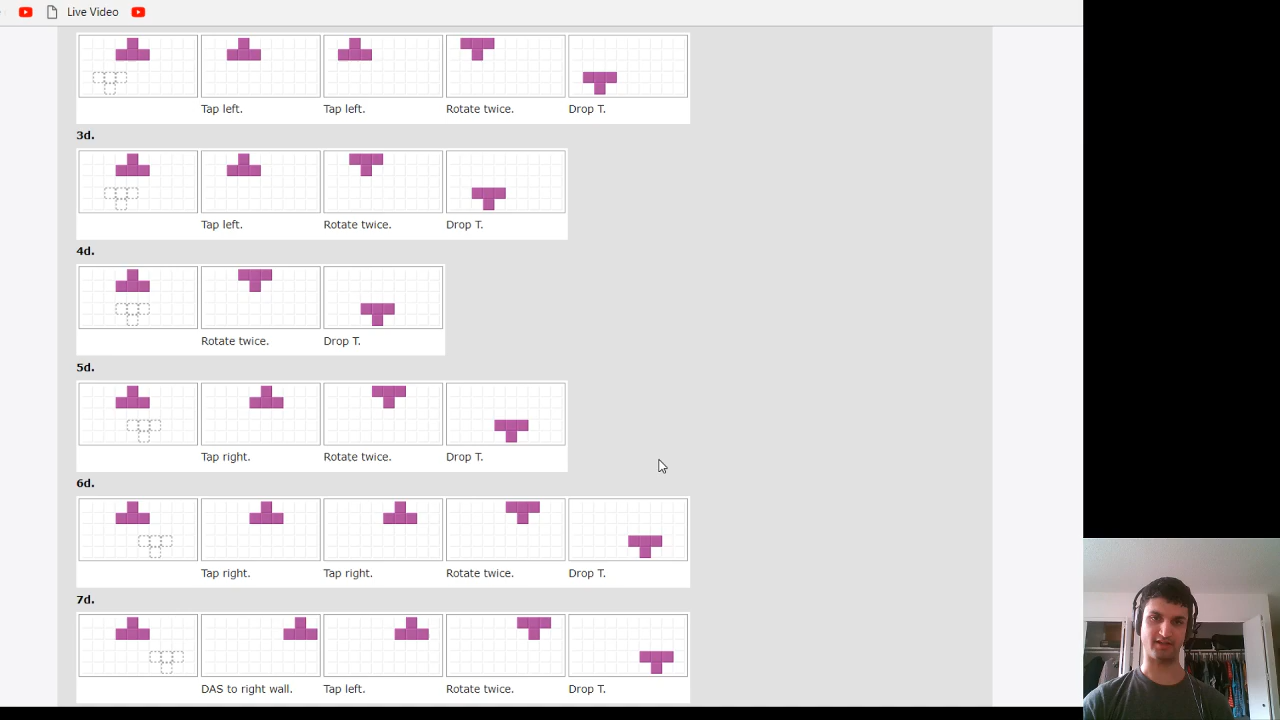 Live Video
Tap left. Tap left. Rotate twice. Drop T.
3d.
Tap left. Rotate twice. Drop T.
4d.
Rotate twice. Drop T.
5d.
Tap right. Rotate twice. Drop T.
6d.
Tap right. Tap right. Rotate twice. Drop T.
7d.
DAS to right wall. Tap left. Rotate twice. Drop T.